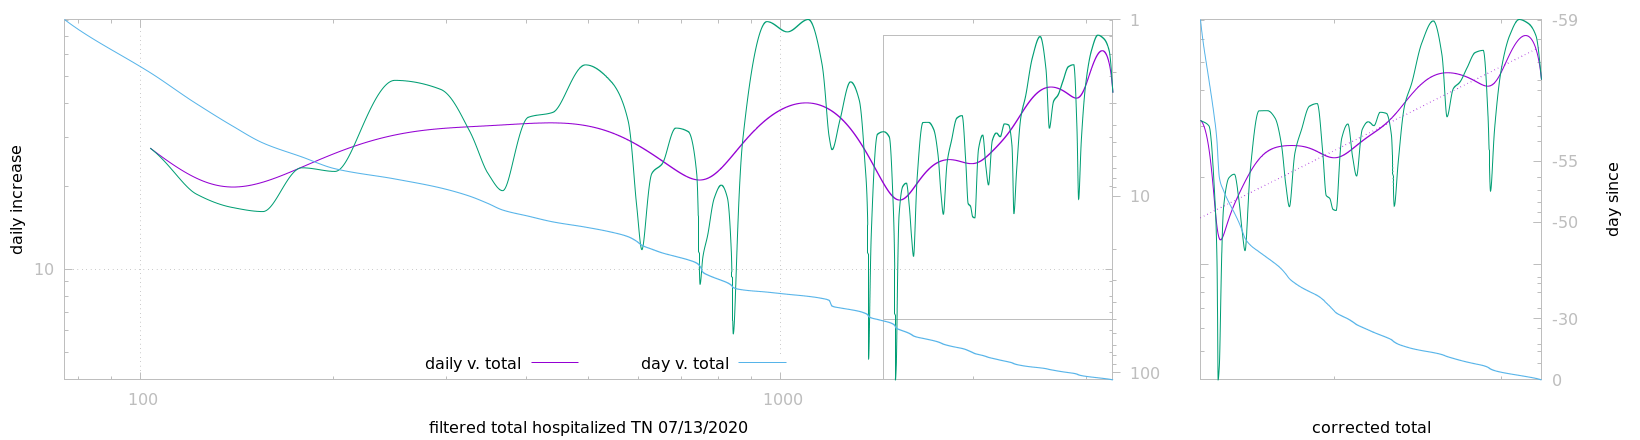 1
-59
-55
10
-50
10
-30
daily v. total
day v. total
100
0
100
1000
daily increase
day since
filtered total hospitalized TN 07/13/2020
corrected total